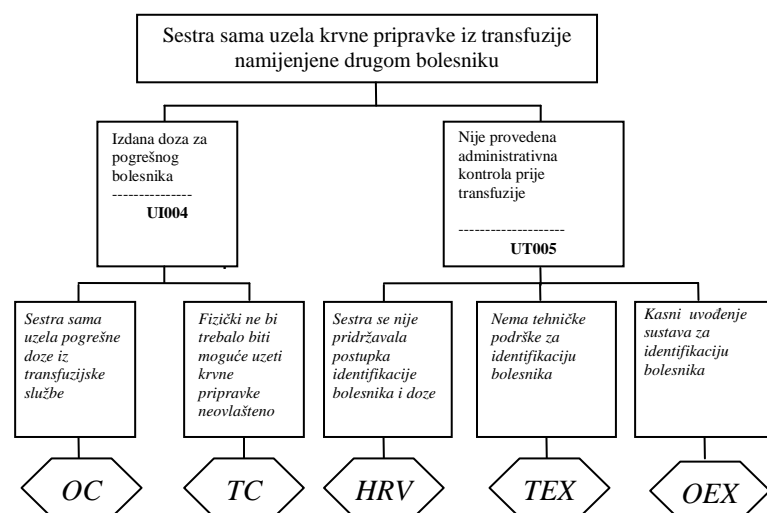 Sestra sama uzela krvne pripravke iz transfuzije
namijenjene drugom bolesniku
Izdana doza za
pogrešnog
bolesnika
---------------
UI004
Nije provedena
administrativna
kontrola prije
transfuzije
--------------------
UT005
Sestra sama
uzela pogrešne
doze iz
transfuzijske
službe
Fizički ne bi
trebalo biti
moguće uzeti
krvne
pripravke
neovlašteno
Sestra se nije
pridržavala
postupka
identifikacije
bolesnika i doze
Nema tehničke
podrške za
identifikaciju
bolesnika
Kasni uvođenje
sustava za
identifikaciju
bolesnika
OC
TC
HRV
TEX
OEX